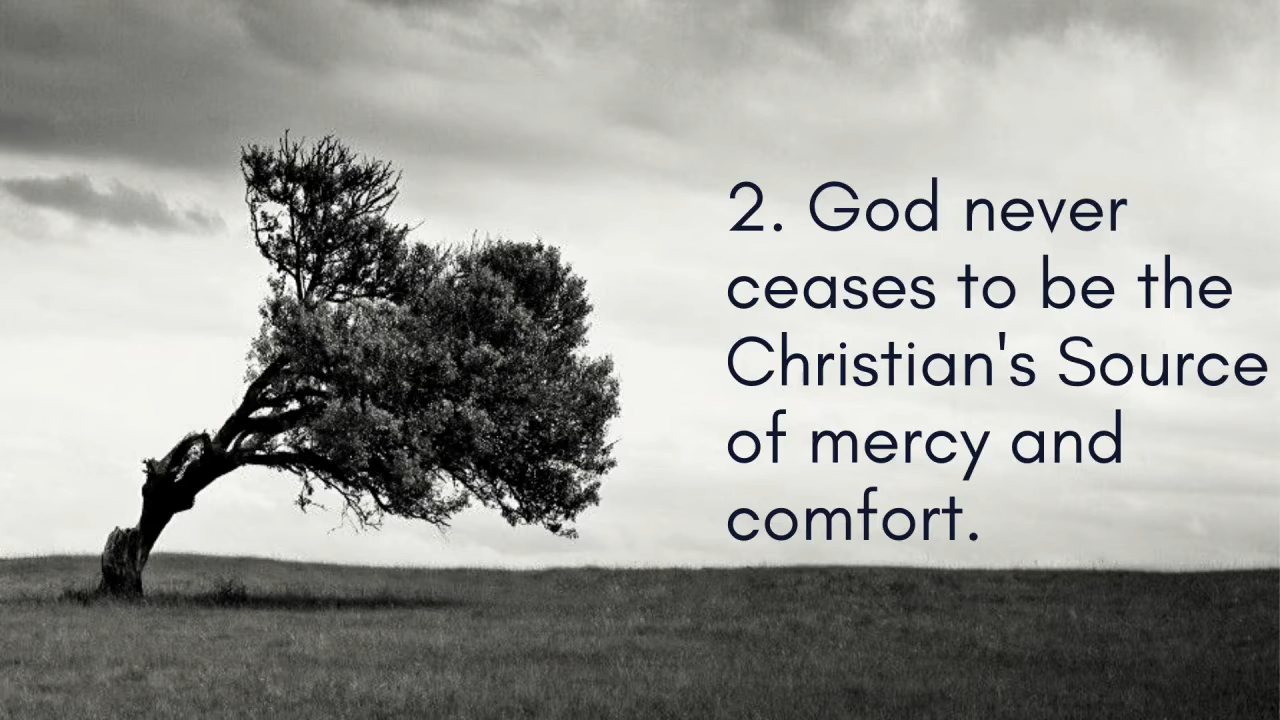 2. God never
ceases to be the
Christian's Source
of mercy and
comfort.